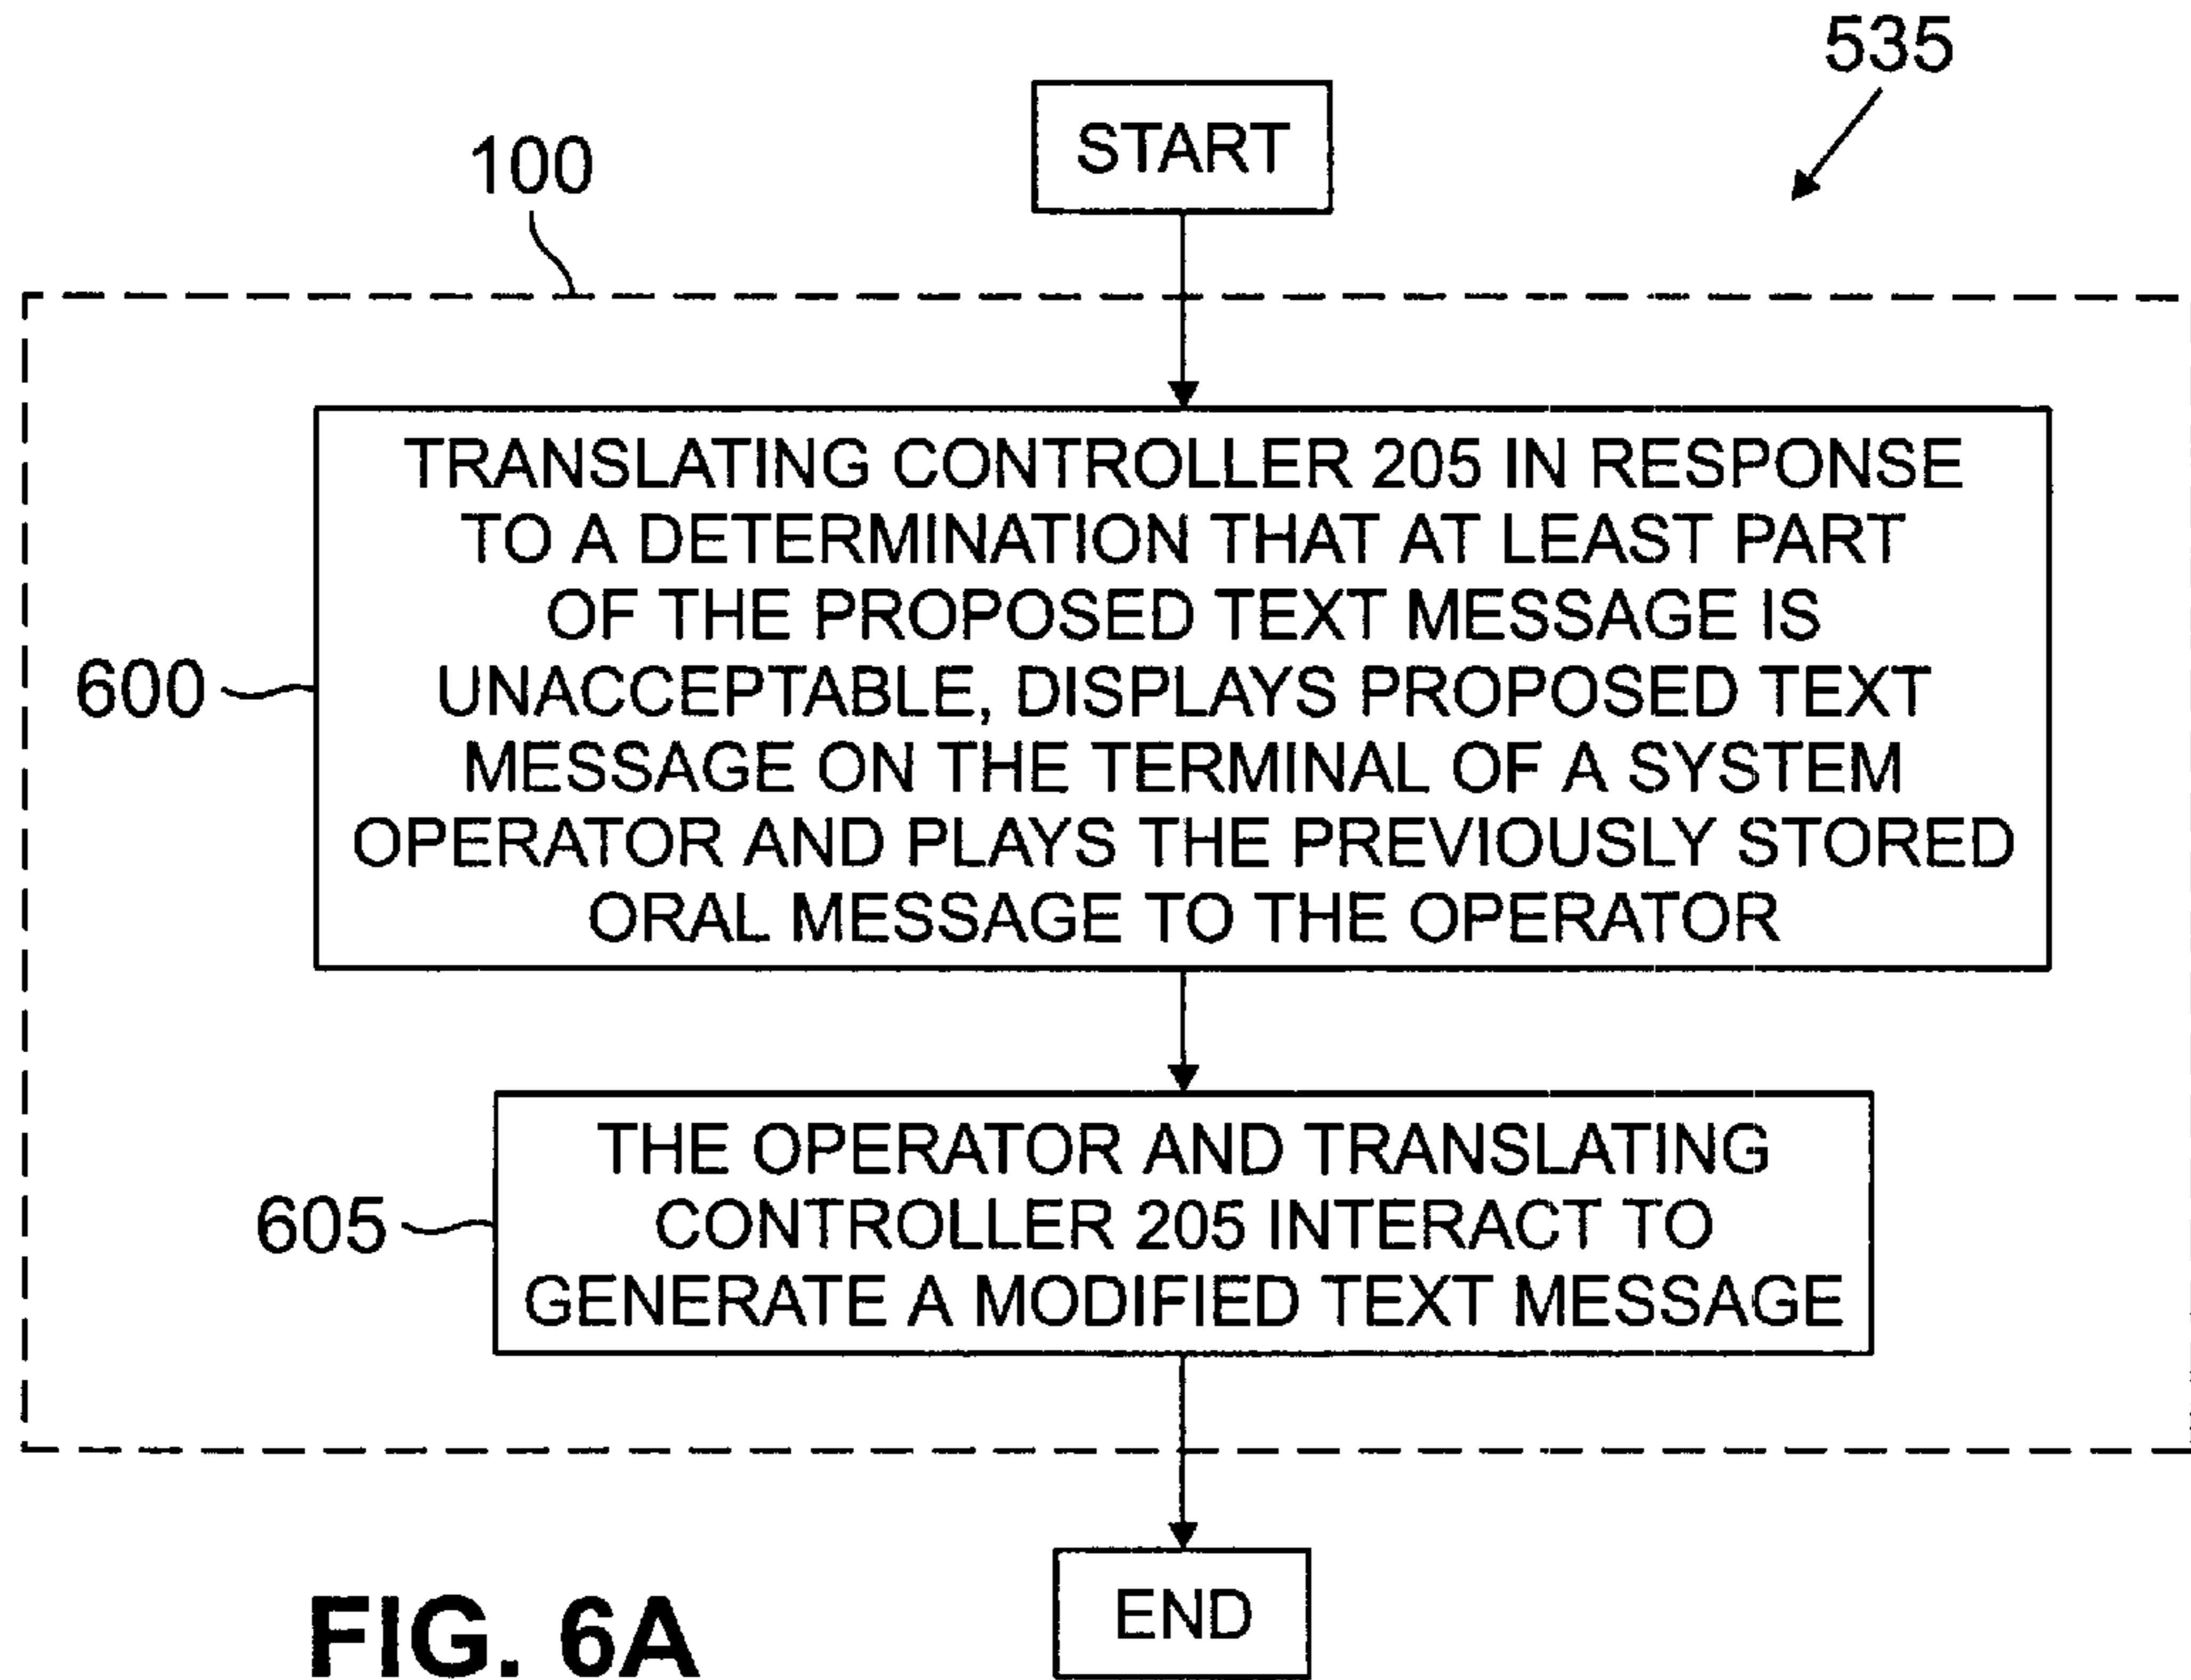 535
START
100
TRANSLATING CONTROLLER 205 IN RESPONSE
TO A DETERMINATION THAT AT LEAST PART
OF THE PROPOSED TEXT MESSAGE IS
UNACCEPTABLE, DISPLAYS PROPOSED TEXT
MESSAGE ON THE TERMINAL OF A SYSTEM
OPERATOR AND PLAYS THE PREVIOUSLY STORED
ORAL MESSAGE TO THE OPERATOR
600
THE OPERATOR AND TRANSLATING
CONTROLLER 205 INTERACT TO
GENERATE A MODIFIED TEXT MESSAGE
605
END
FIG. 6A